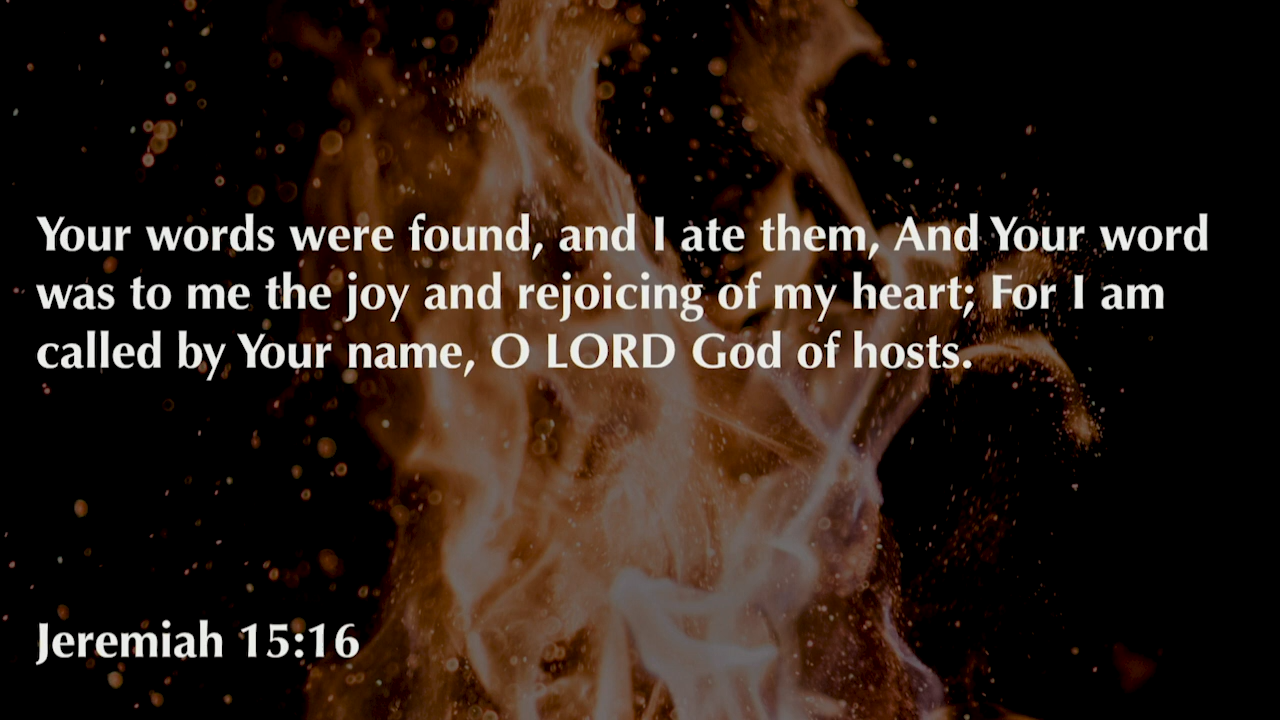 Your words were found, and I ate them, And Your word
was to me the joy and rejoicing of my heart; For I am
called by Your name, O LORD God of hosts.
Jeremiah 15:16